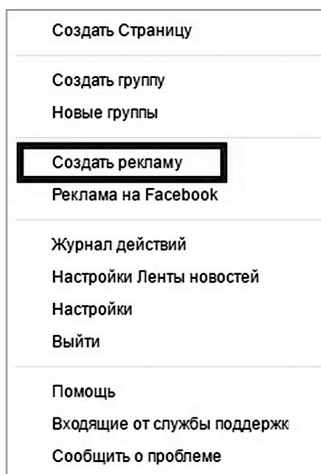 Создать Страницу
Создать группу
Новые группы
Создать рекламу
Реклама на Facebook
Журнал действий
Настройки Ленты новостей
Настройки
Выйти
Помощь
Входящие от службы поддержк
Сообщить о проблеме